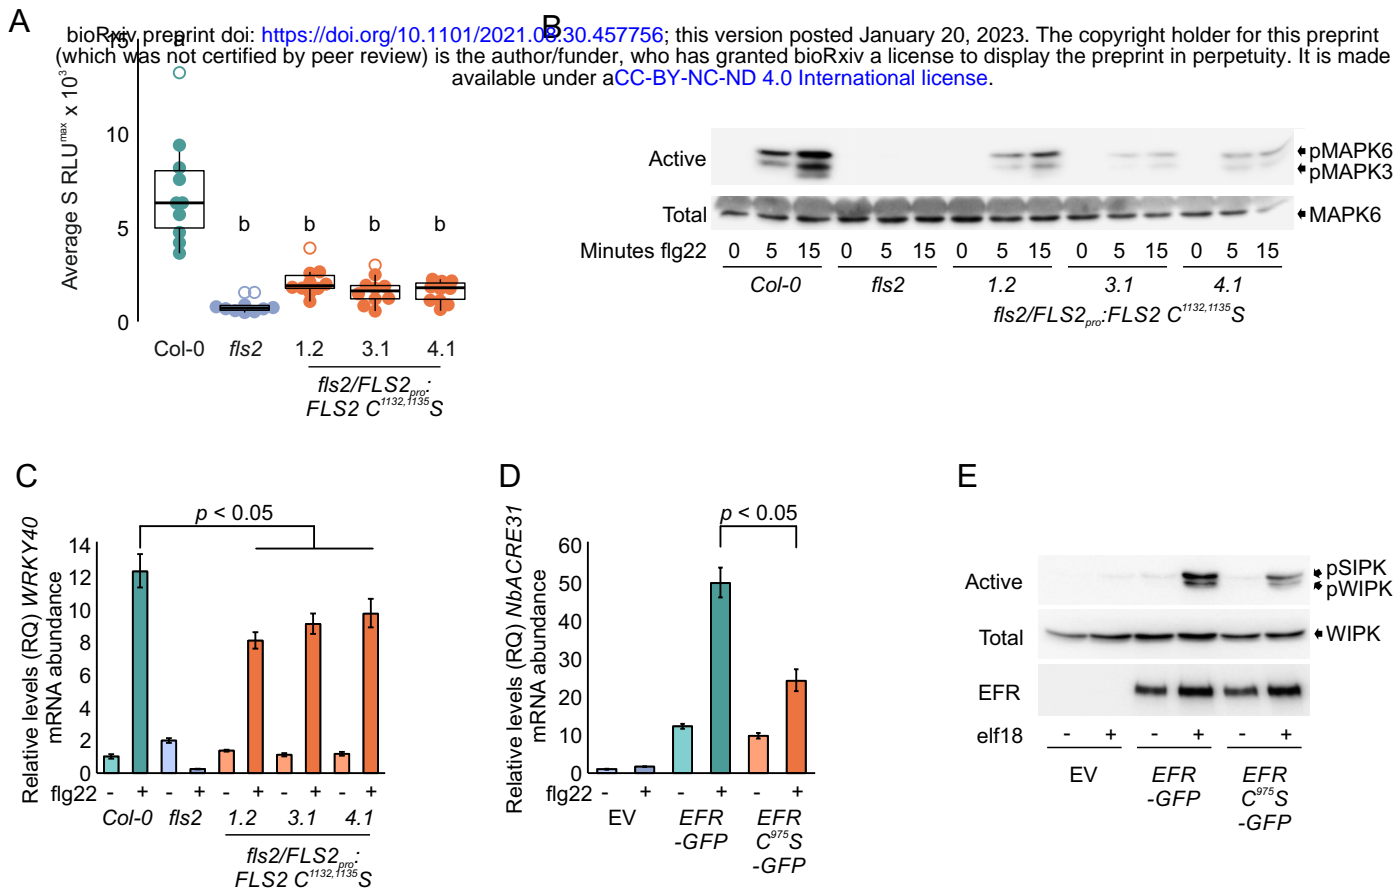 A
B
bioRxiv preprint doi: https://doi.org/10.1101/2021.08.30.457756; this version posted January 20, 2023. The copyright holder for this preprint
(which was not certified by peer review) is the author/funder, who has granted bioRxiv a license to display the preprint in perpetuity. It is made
available under aCC-BY-NC-ND 4.0 International license.
Average S RLU^max x 10^3
15
10
5
0
a
b b b b
Col-0 fls2 1.2 3.1 4.1
fls2/FLS2pro:
FLS2 C^1132,1135S
Active
pMAPK6
pMAPK3
Total
MAPK6
Minutes flg22 0 5 15 0 5 15 0 5 15 0 5 15 0 5 15
Col-0 fls2 1.2 3.1 4.1
fls2/FLS2pro:FLS2 C^1132,1135S
C
Relative levels (RQ) WRKY40
mRNA abundance
p < 0.05
14
12
10
8
6
4
2
0
flg22 - + - + - + - + - +
Col-0 fls2 1.2 3.1 4.1
fls2/FLS2pro:
FLS2 C^1132,1135S
D
Relative levels (RQ) NbACRE31
mRNA abundance
p < 0.05
60
50
40
30
20
10
0
flg22 - + - + - +
EV EFR EFR
-GFP C^975S
-GFP
E
Active
pSIPK
pWIPK
Total
WIPK
EFR
elf18 - + - + - +
EV EFR EFR
-GFP C^975S
-GFP